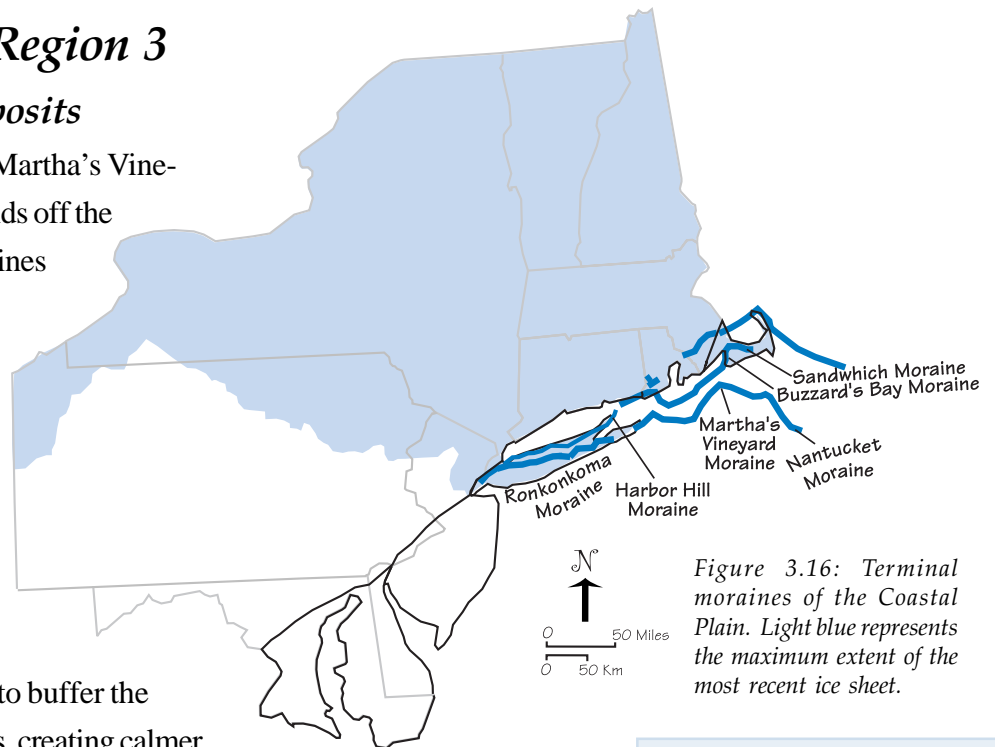 Region 3
posits
Martha's Vine-
ds off the
ines
Sandwhich Moraine
Buzzard's Bay Moraine
Martha's
Vineyard
Moraine
Nantucket
Moraine
Ronkonkoma
Moraine
Harbor Hill
Moraine
N
0 50 Miles
0 50 Km
Figure 3.16: Terminal
moraines of the Coastal
Plain. Light blue represents
the maximum extent of the
most recent ice sheet.
to buffer the
s, creating calmer